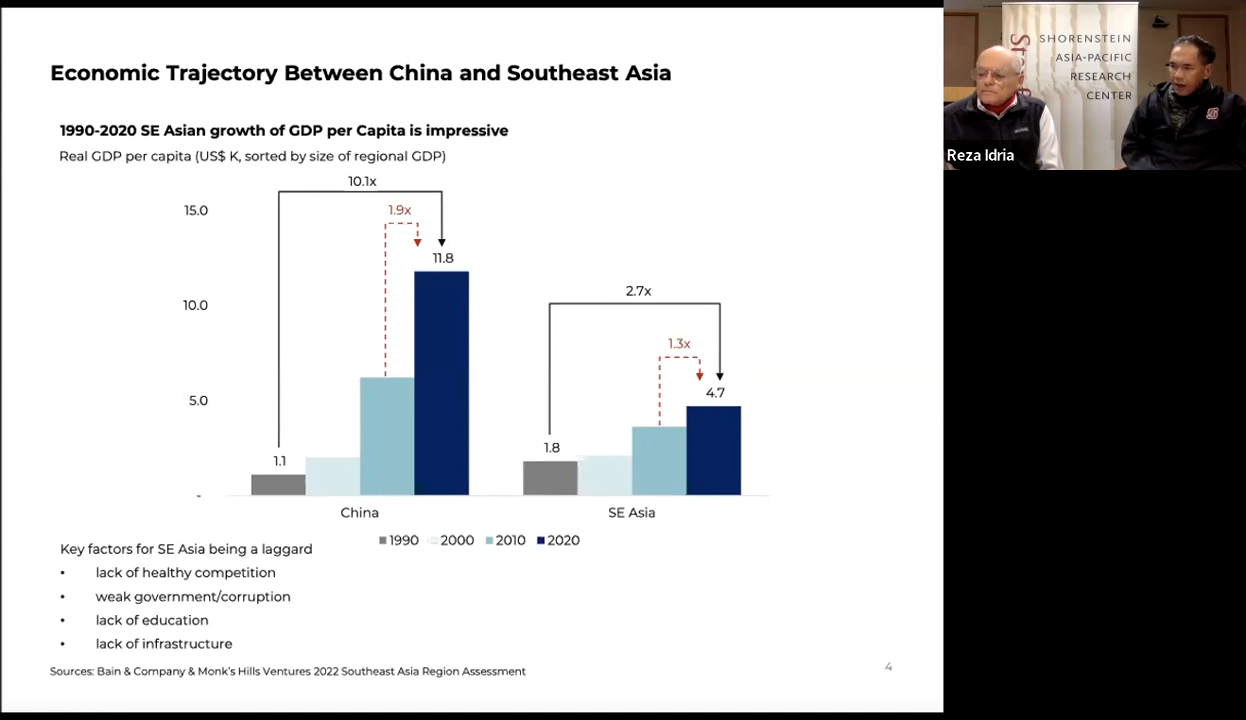 Economic Trajectory Between China and Southeast Asia
1990-2020 SE Asian growth of GDP per Capita is impressive
Real GDP per capita (US$ K, sorted by size of regional GDP)
10.1x
15.0
1.9x
11.8
10.0
2.7x
1.3x
5.0
4.7
1.1
1.8
-
China
SE Asia
1990 2000 2010 2020
Key factors for SE Asia being a laggard
• lack of healthy competition
• weak government/corruption
• lack of education
• lack of infrastructure
Sources: Bain & Company & Monk's Hills Ventures 2022 Southeast Asia Region Assessment
4
SHORENSTEIN
ASIA-PACIFIC
RESEARCH
CENTER
Reza Idria